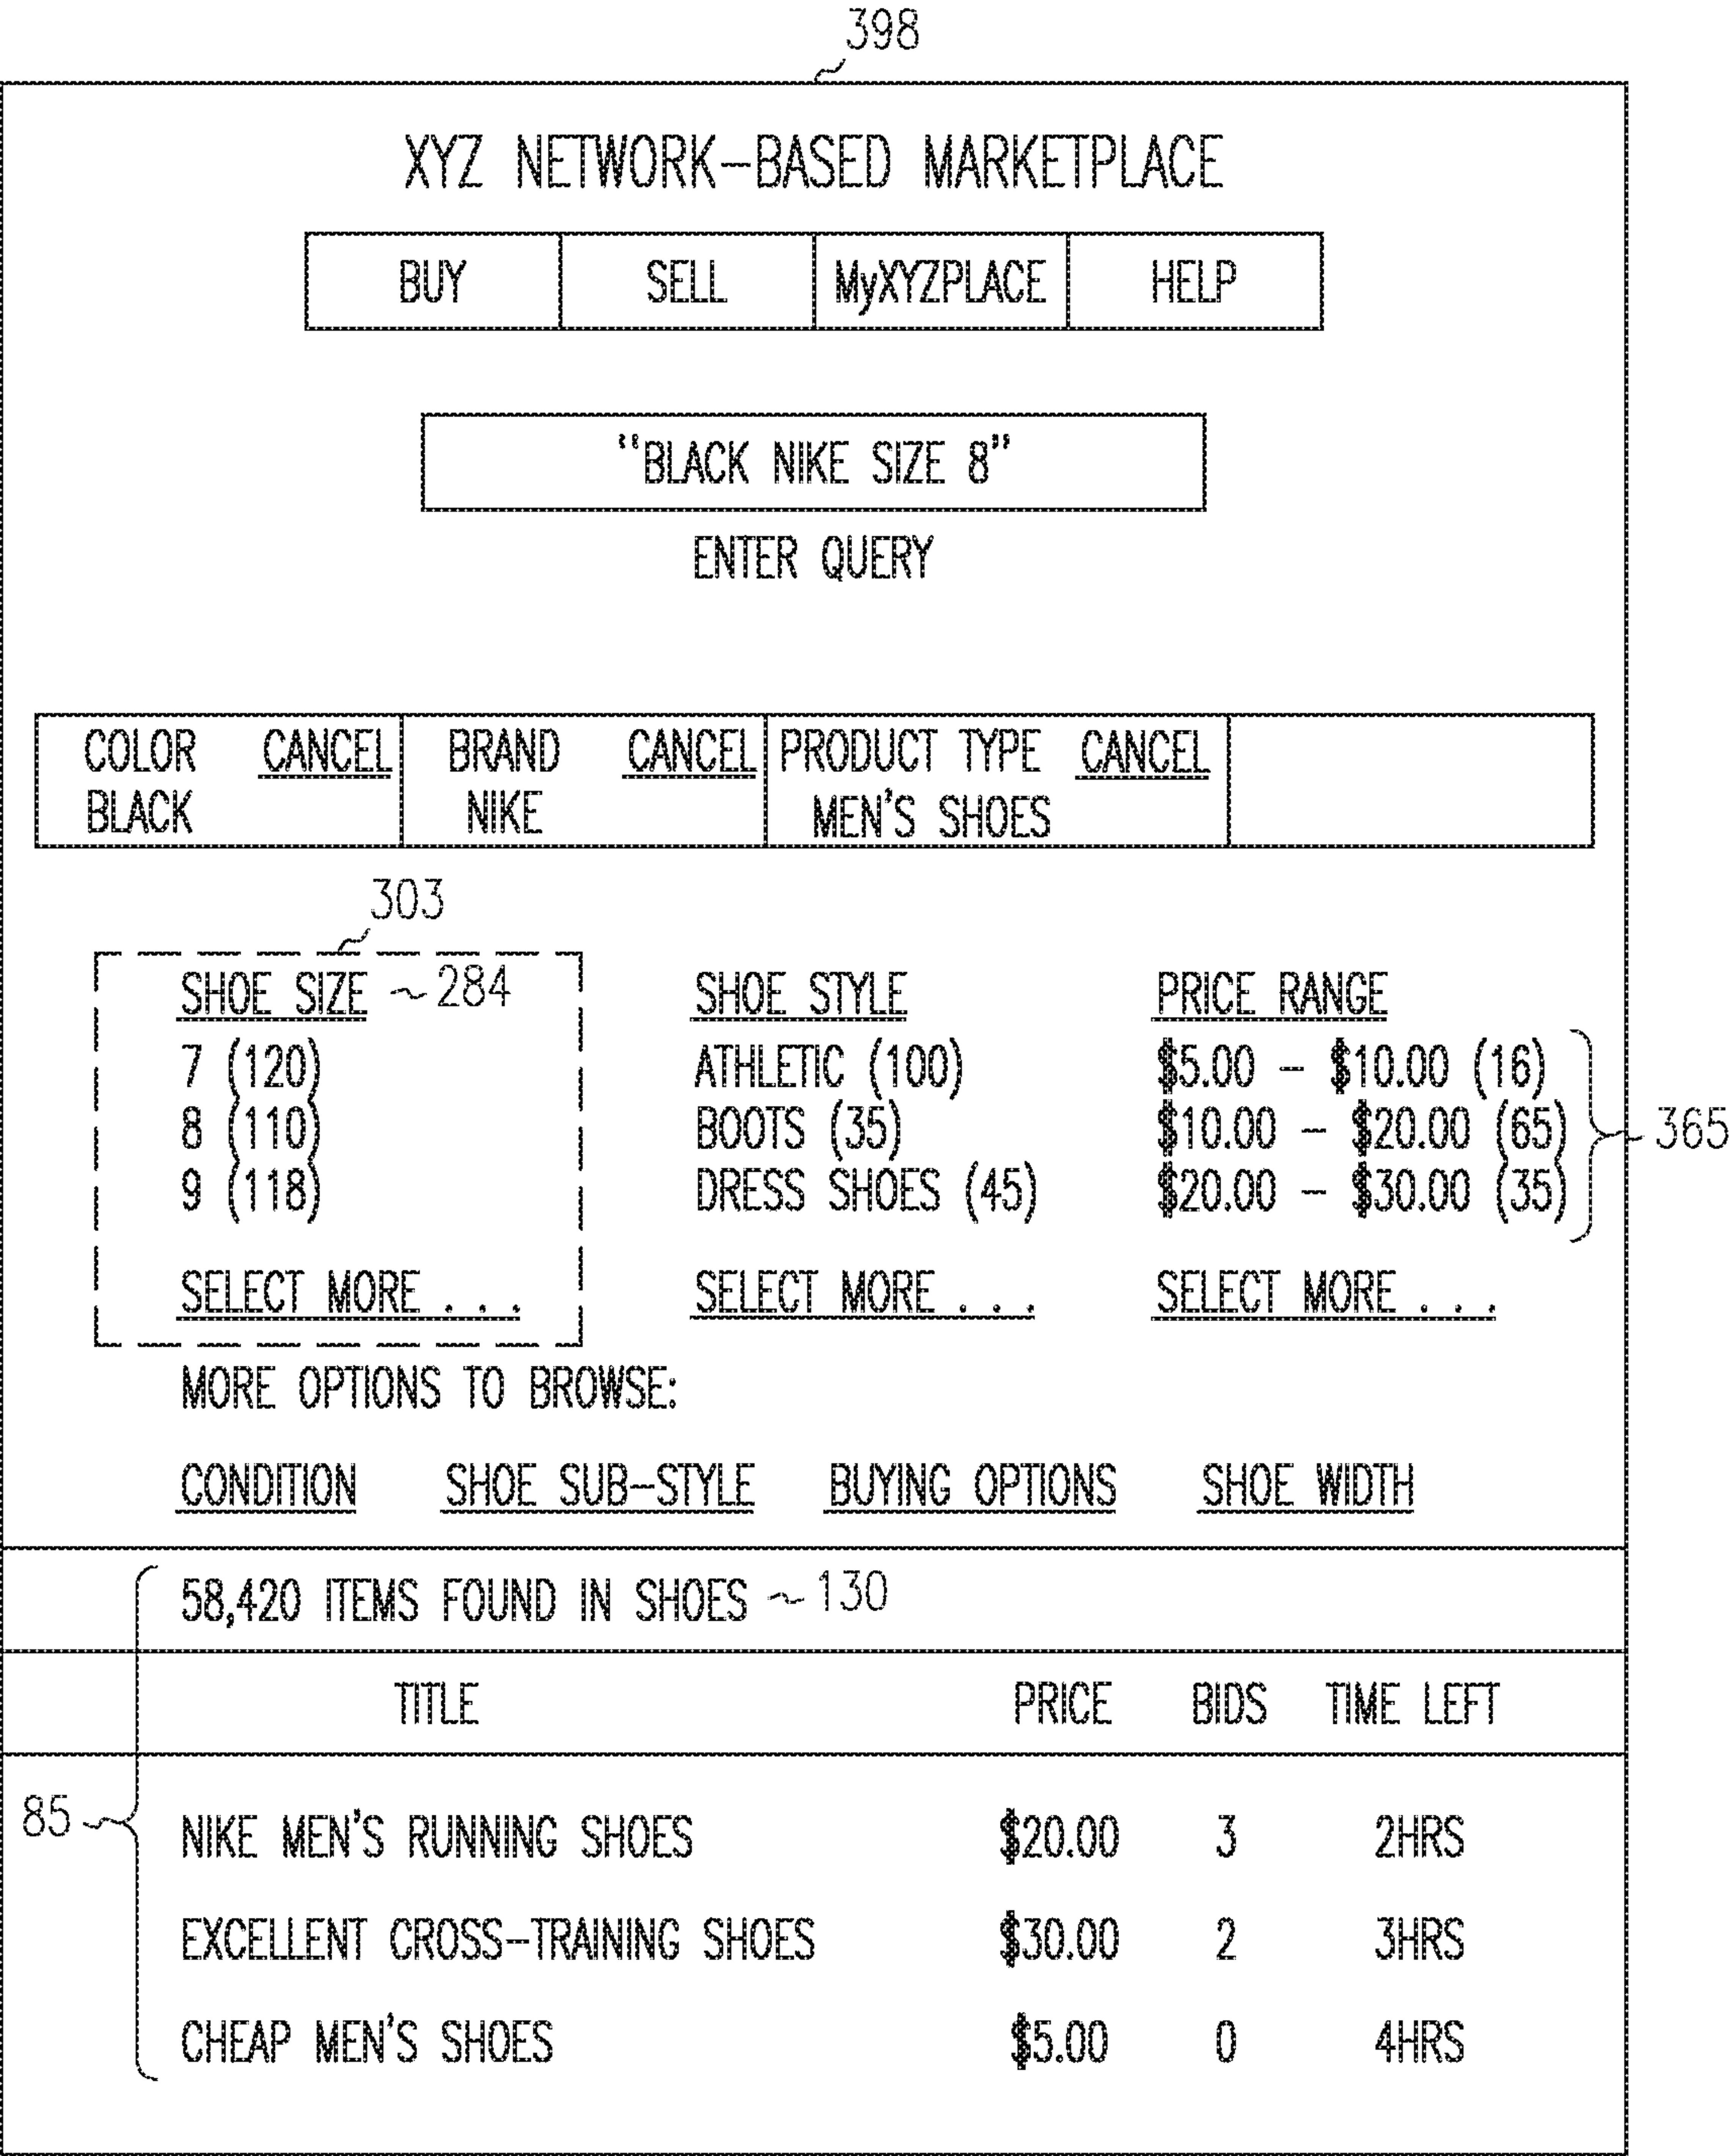 398
XYZ NETWORK-BASED MARKETPLACE
BUY SELL MyXYZPLACE HELP
"BLACK NIKE SIZE 8"
ENTER QUERY
COLOR CANCEL BRAND CANCEL PRODUCT TYPE CANCEL
BLACK NIKE MEN'S SHOES
303
SHOE SIZE ~284 SHOE STYLE PRICE RANGE
7 (120) ATHLETIC (100) $5.00 - $10.00 (16)
8 (110) BOOTS (35) $10.00 - $20.00 (65) 365
9 (118) DRESS SHOES (45) $20.00 - $30.00 (35)
SELECT MORE . . . SELECT MORE . . . SELECT MORE . . .
MORE OPTIONS TO BROWSE:
CONDITION SHOE SUB-STYLE BUYING OPTIONS SHOE WIDTH
58,420 ITEMS FOUND IN SHOES ~130
TITLE PRICE BIDS TIME LEFT
85 NIKE MEN'S RUNNING SHOES $20.00 3 2HRS
EXCELLENT CROSS-TRAINING SHOES $30.00 2 3HRS
CHEAP MEN'S SHOES $5.00 0 4HRS